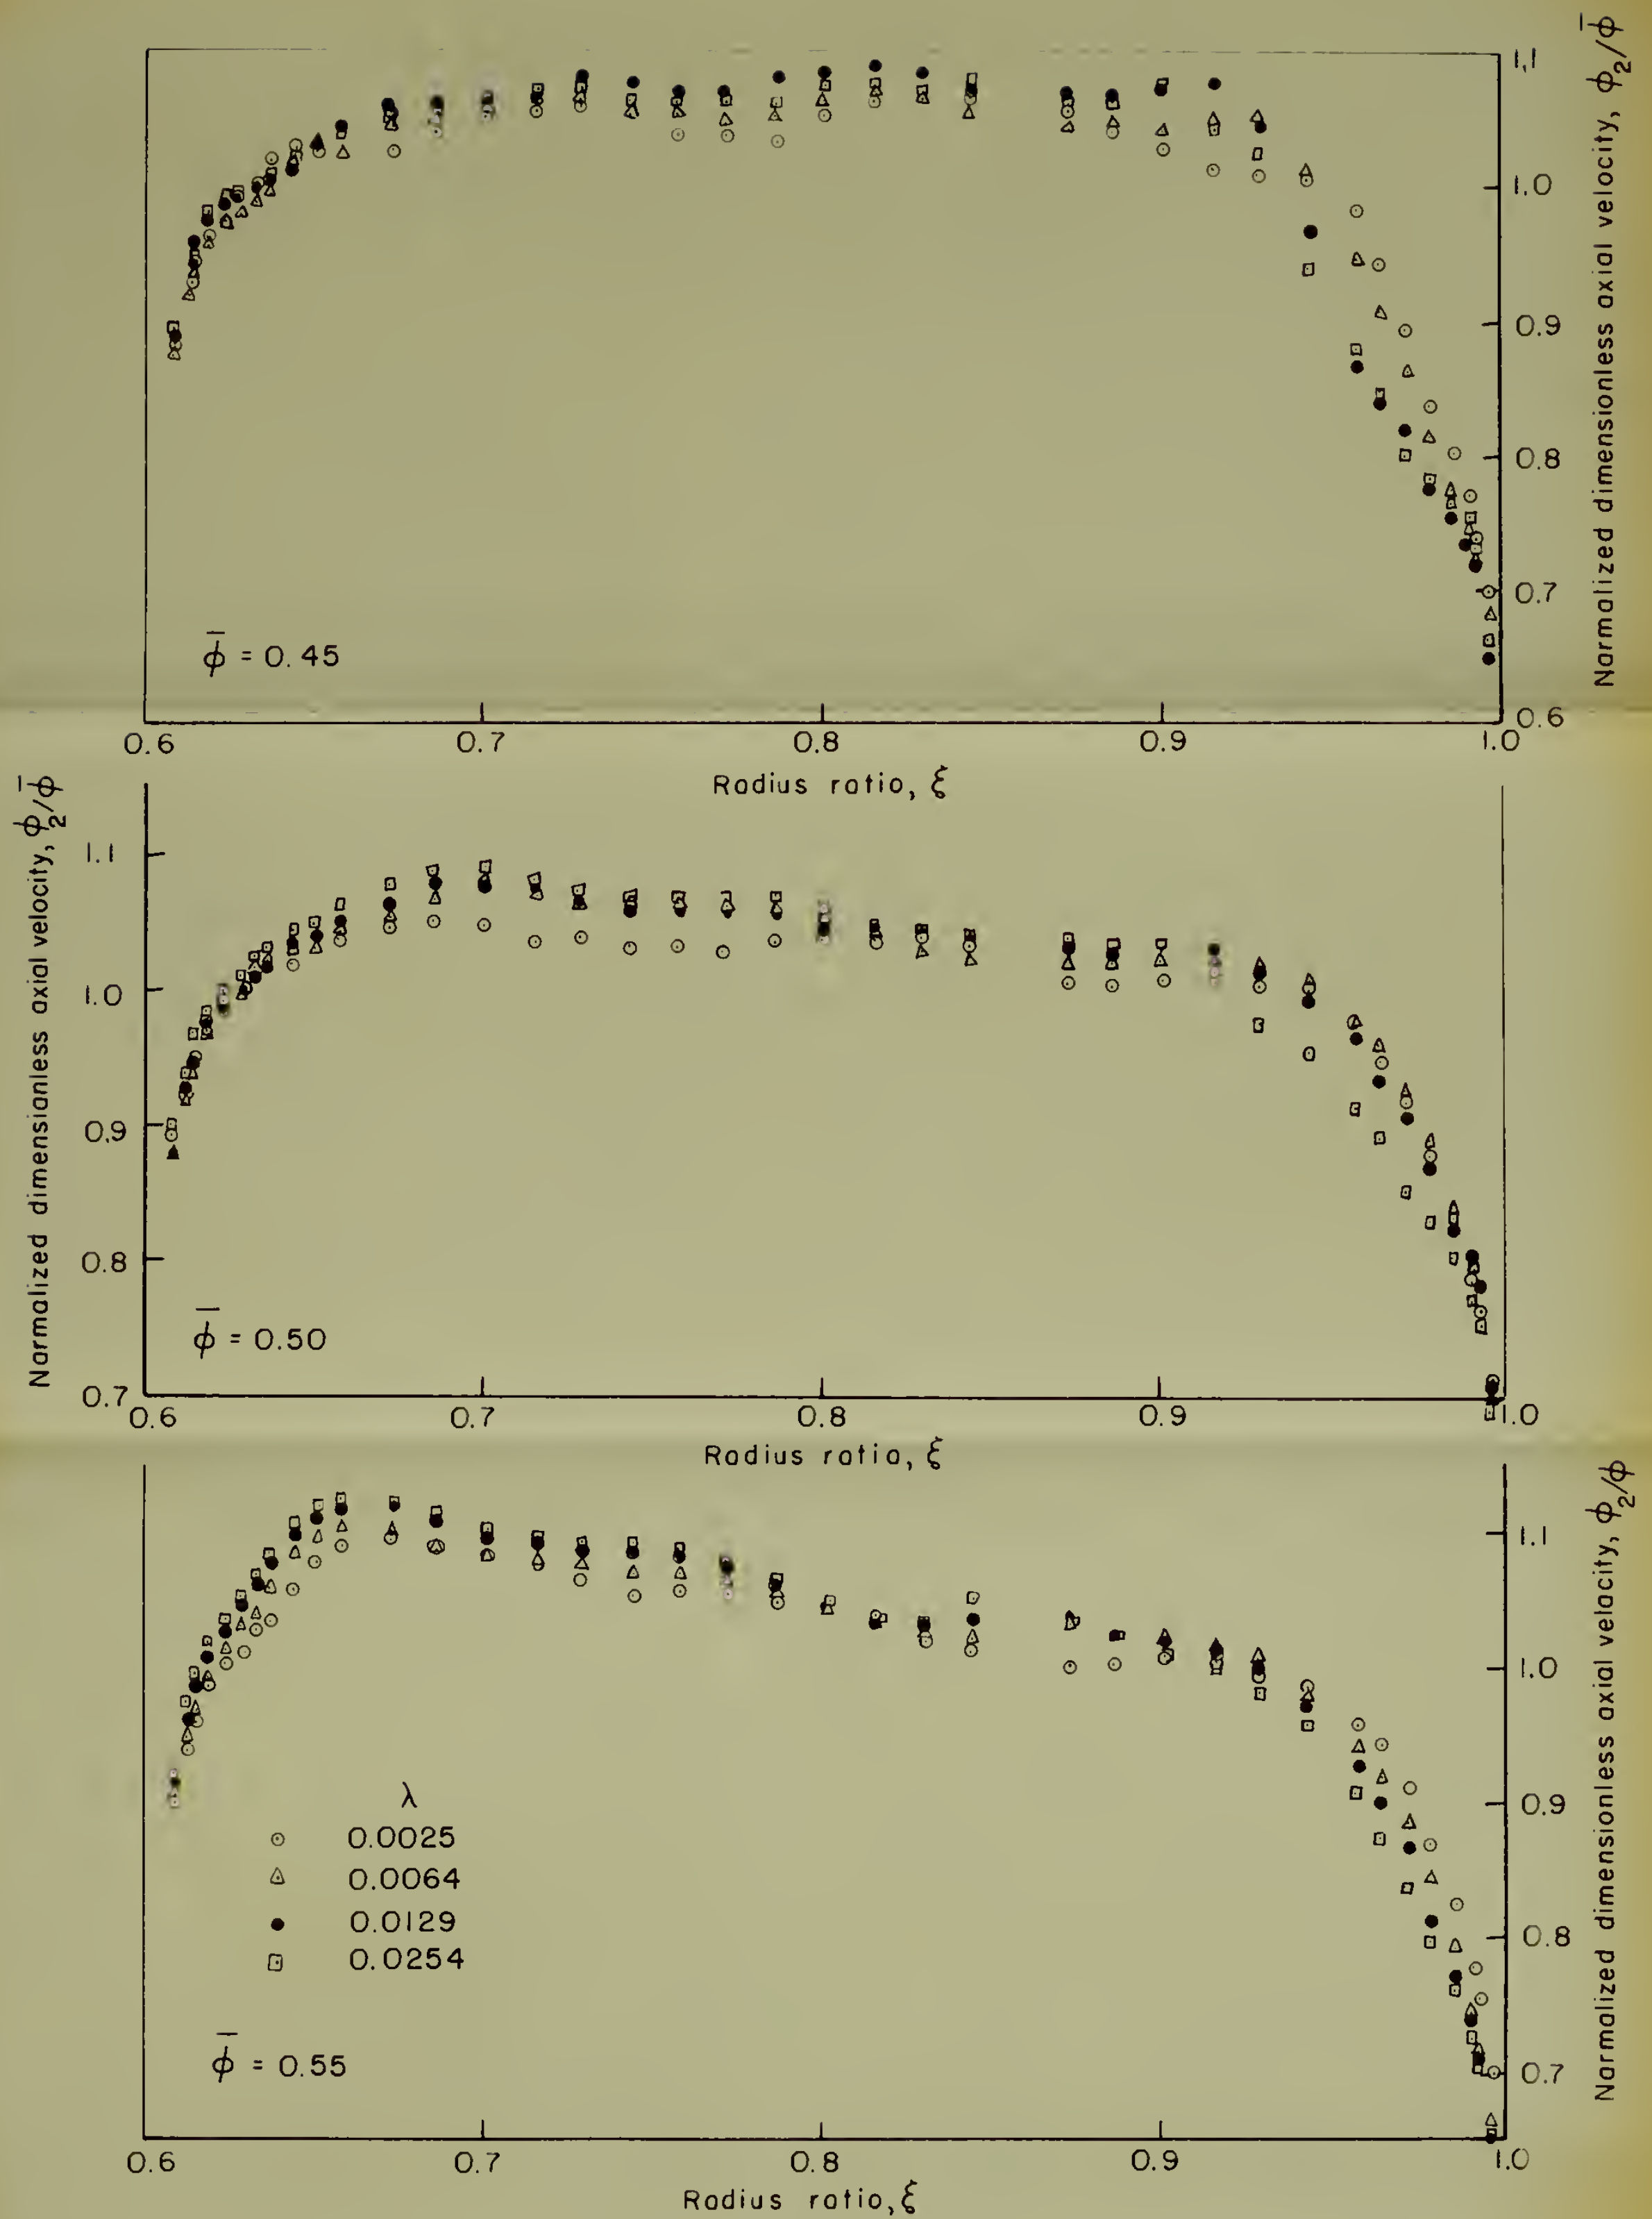 1.1
1.0
0.9
0.8
0.7
0.6
Normalized dimensionless axial velocity, ϕ2/ϕ̅
ϕ̅ = 0.45
0.6 0.7 0.8 0.9 1.0
Radius ratio, ξ
Normalized dimensionless axial velocity, ϕ2/ϕ̅
1.1
1.0
0.9
0.8
0.7
ϕ̅ = 0.50
0.6 0.7 0.8 0.9 1.0
Radius ratio, ξ
1.1
1.0
0.9
0.8
0.7
Normalized dimensionless axial velocity, ϕ2/ϕ̅
λ
0.0025
0.0064
0.0129
0.0254
ϕ̅ = 0.55
0.6 0.7 0.8 0.9 1.0
Radius ratio, ξ